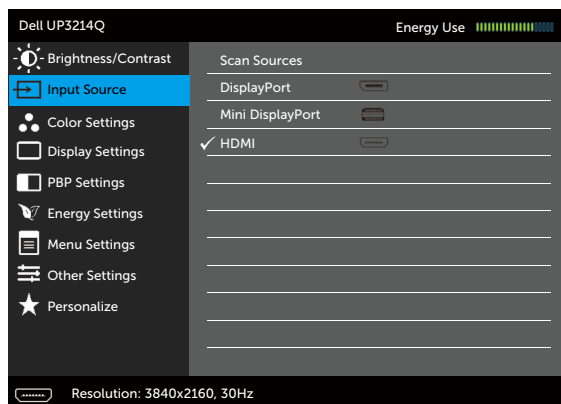 Dell UP3214Q Energy Use
Brightness/Contrast
Input Source
Color Settings
Display Settings
PBP Settings
Energy Settings
Menu Settings
Other Settings
Personalize
Scan Sources
DisplayPort
Mini DisplayPort
HDMI
Resolution: 3840x2160, 30Hz